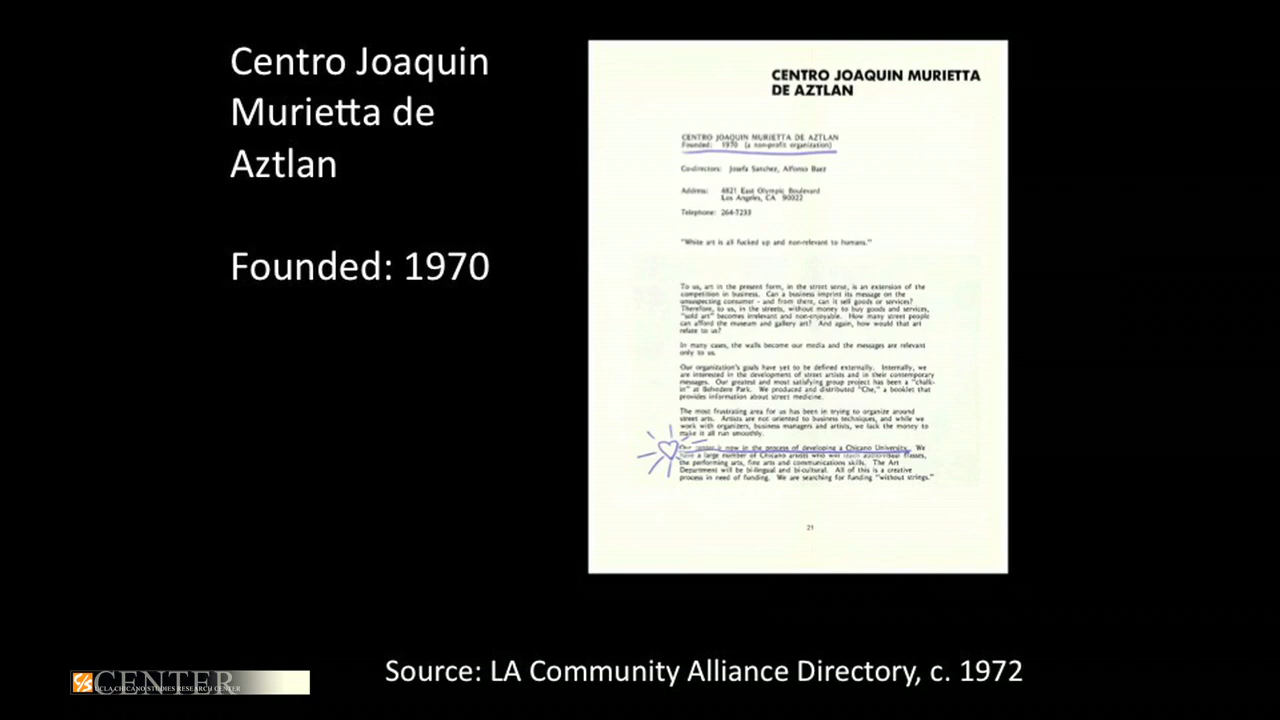 Centro Joaquin
Murietta de
Aztlan
Founded: 1970
CENTRO JOAQUIN MURIETTA
DE AZTLAN
CENTRO JOAQUIN MURIETTA DE AZTLAN
Founded: 1970 (a non-profit organization)
Co-directors: Josefa Sanchez, Alfonso Baez
Address: 4821 East Olympic Boulevard
Los Angeles, CA 90022
Telephone: 264-7233
"White art is all fucked up and non-relevant to humans."
To us, art in the present form, in the street sense, is an extension of the
competition in business. Can a business imprint its message on the
unsuspecting consumer - and from there, can it sell goods or services?
Therefore, to us, in the streets, without money to buy goods and services,
"sold art" becomes irrelevant and non-enjoyable. How many street people
can afford the museum and gallery art? And again, how would that art
relate to us?
In many cases, the walls become our media and the messages are relevant
only to us.
Our organization's goals have yet to be defined externally. Internally, we
are interested in the development of street artists and in their contemporary
messages. Our greatest and most satisfying group project has been a "chalk-
in" at Belvedere Park. We produced and distributed "Che," a booklet that
provides information about street medicine.
The most frustrating area for us has been in trying to organize around
street arts. Artists are not oriented to business techniques, and while we
work with organizers, business managers and artists, we lack the money to
make it all run smoothly.
Our center is now in the process of developing a Chicano University. We
have a large number of Chicano artists who will teach classes,
the performing arts, fine arts and communications skills. The Art
Department will be bi-lingual and bi-cultural. All of this is a creative
process in need of funding. We are searching for funding "without strings."
21
Source: LA Community Alliance Directory, c. 1972
CENTER
CLA CHICANO STUDIES RESEARCH CENTER